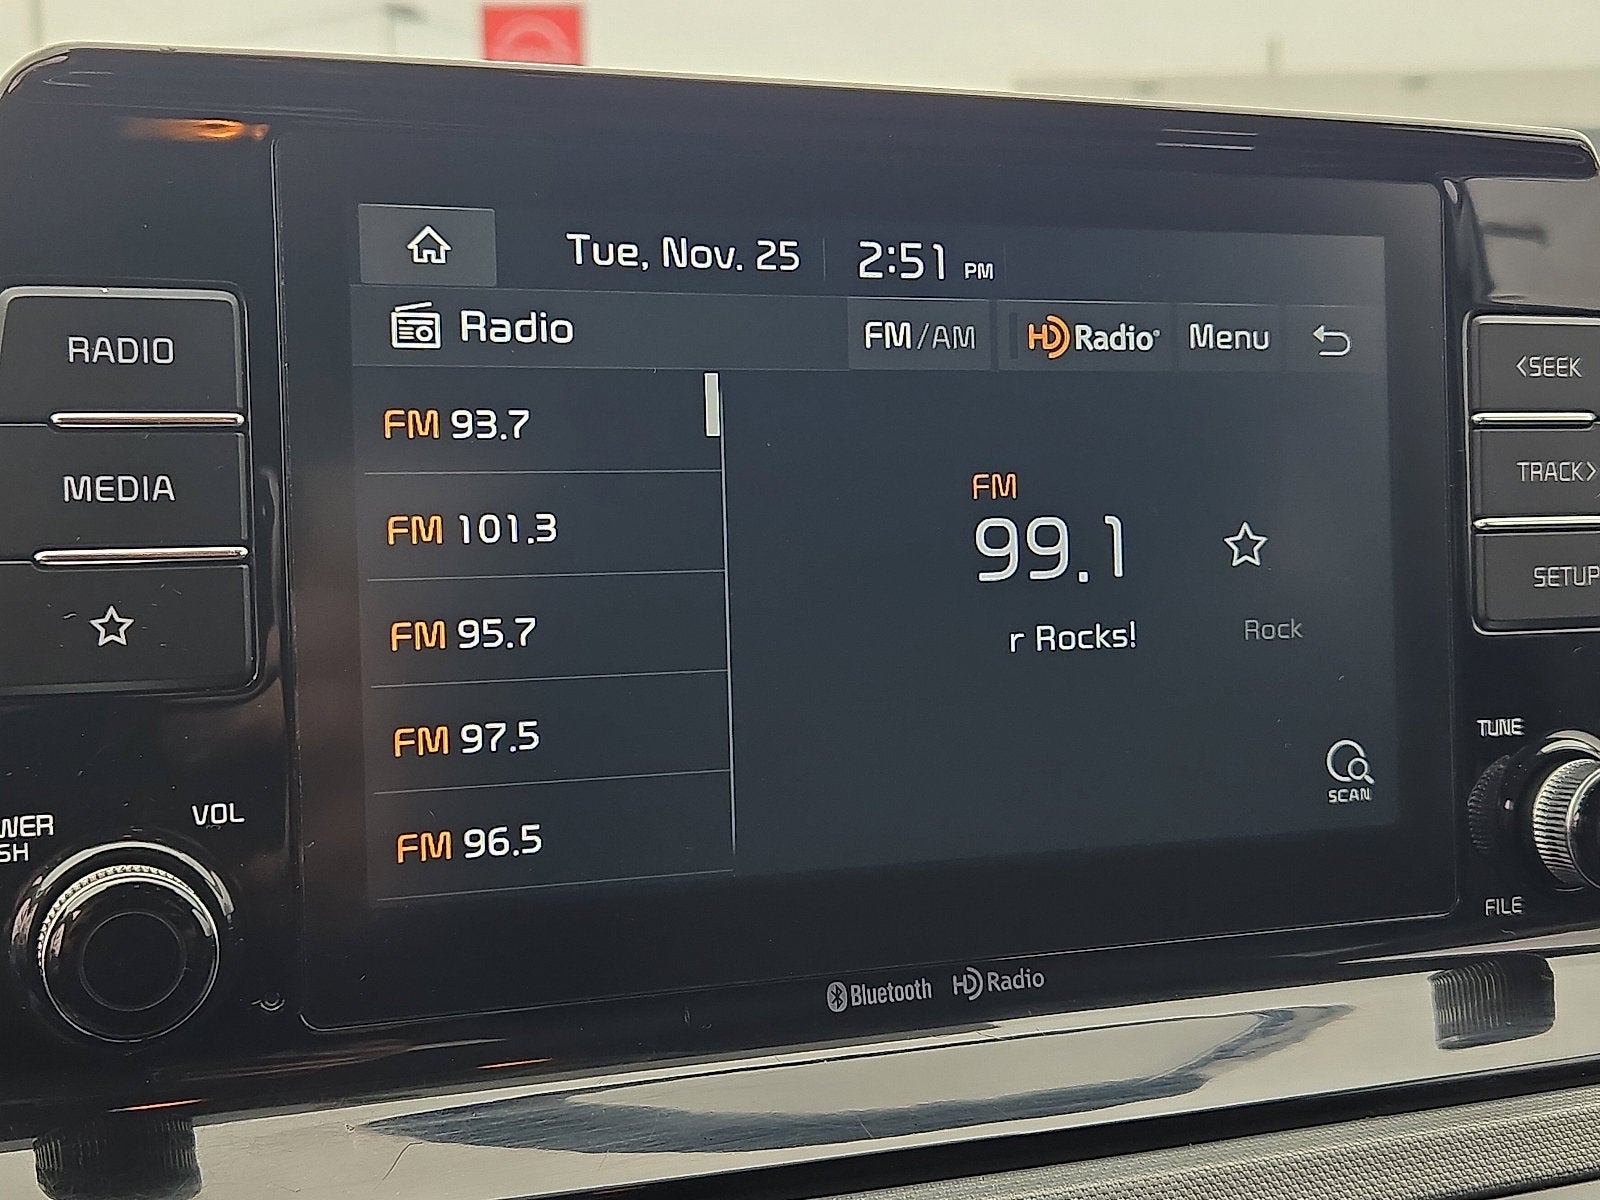 Tue, Nov. 25 2:51 PM
Radio FM/AM HD Radio Menu
FM 93.7
FM 101.3
FM 95.7
FM 97.5
FM 96.5
FM
99.1
r Rocks!
Rock
SCAN
RADIO
MEDIA
VOL
WER
SH
<SEEK
TRACK>
SETUP
TUNE
FILE
Bluetooth HD Radio